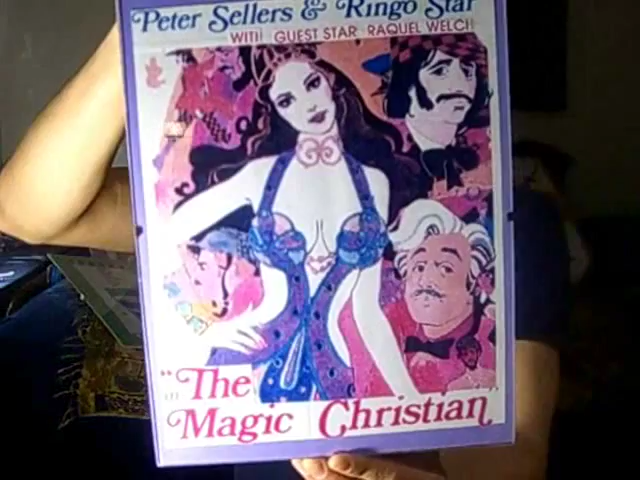 Peter Sellers & Ringo Star
WITH GUEST STAR RAQUEL WELCH
"The
Magic Christian